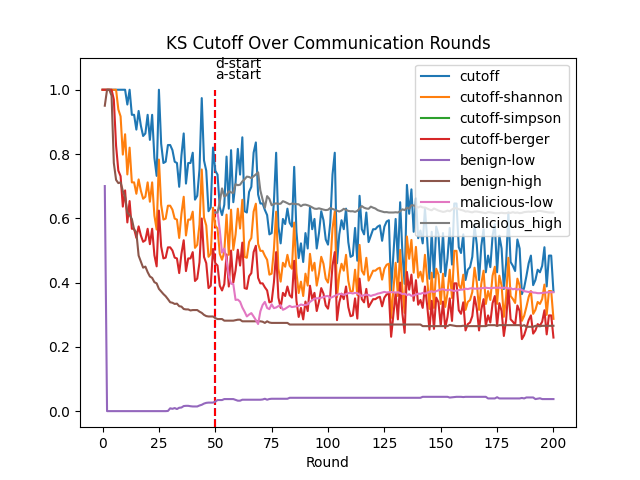 KS Cutoff Over Communication Rounds
d-start
a-start
cutoff
cutoff-shannon
cutoff-simpson
cutoff-berger
benign-low
benign-high
malicious-low
malicious_high
1.0
0.8
0.6
0.4
0.2
0.0
0 25 50 75 100 125 150 175 200
Round